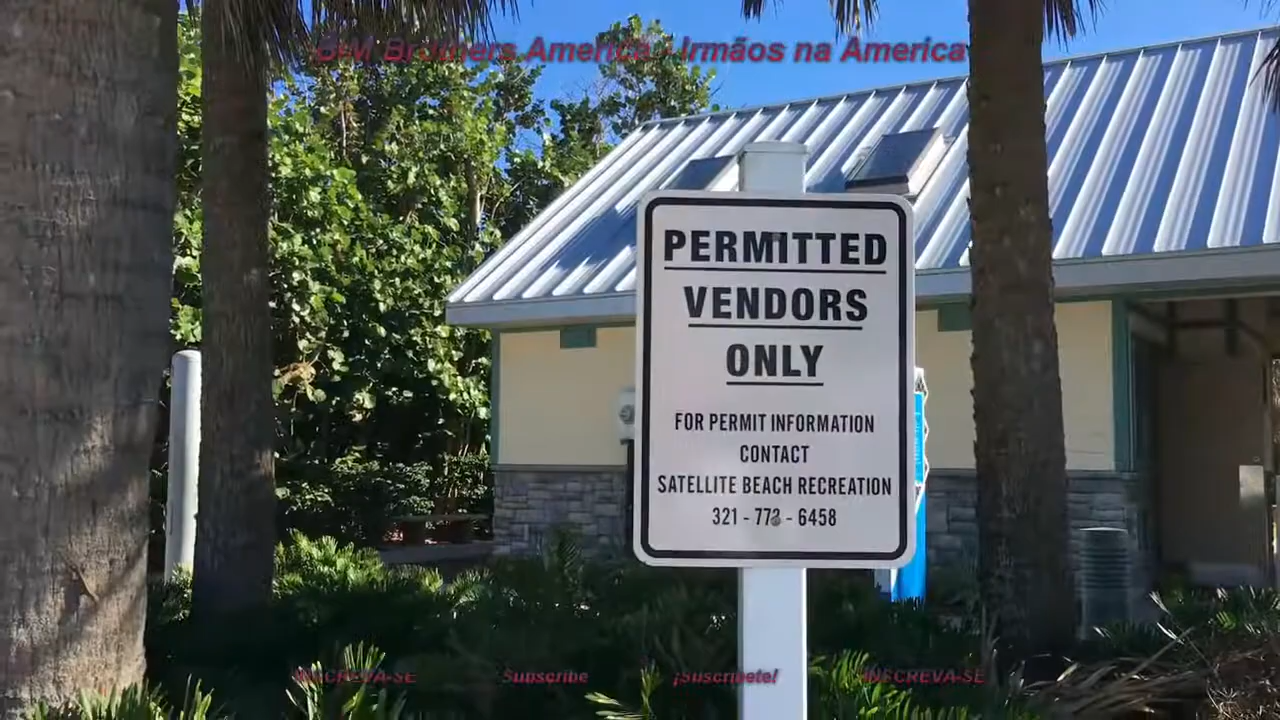 B-M Brothers America - Irmãos na America
PERMITTED
VENDORS
ONLY
FOR PERMIT INFORMATION
CONTACT
SATELLITE BEACH RECREATION
321 - 773 - 6458
INSCREVA-SE Subscribe ¡Suscríbete! INSCREVA-SE